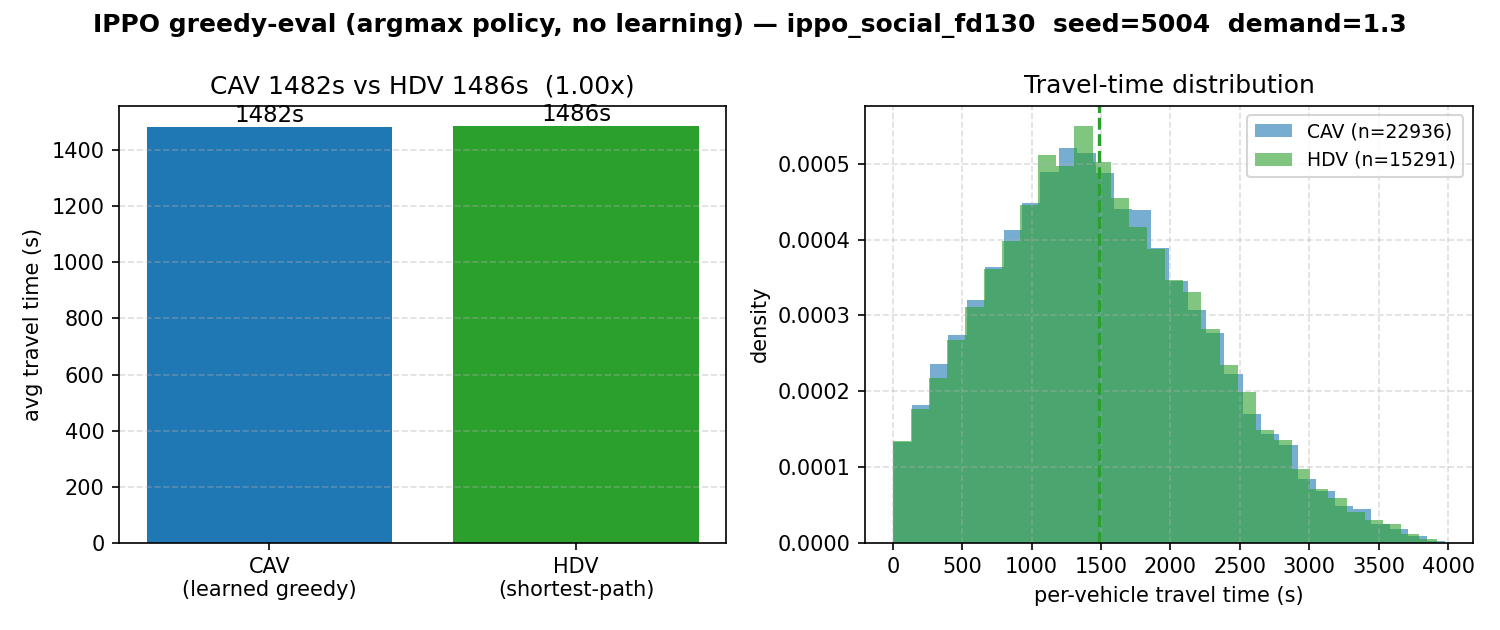 IPPO greedy-eval (argmax policy, no learning) — ippo_social_fd130  seed=5004  demand=1.3
CAV 1482s vs HDV 1486s  (1.00x)
1482s
1486s
1400
1200
1000
800
600
400
200
0
avg travel time (s)
CAV
(learned greedy)
HDV
(shortest-path)
Travel-time distribution
CAV (n=22936)
HDV (n=15291)
0.0005
0.0004
0.0003
0.0002
0.0001
0.0000
density
0 500 1000 1500 2000 2500 3000 3500 4000
per-vehicle travel time (s)